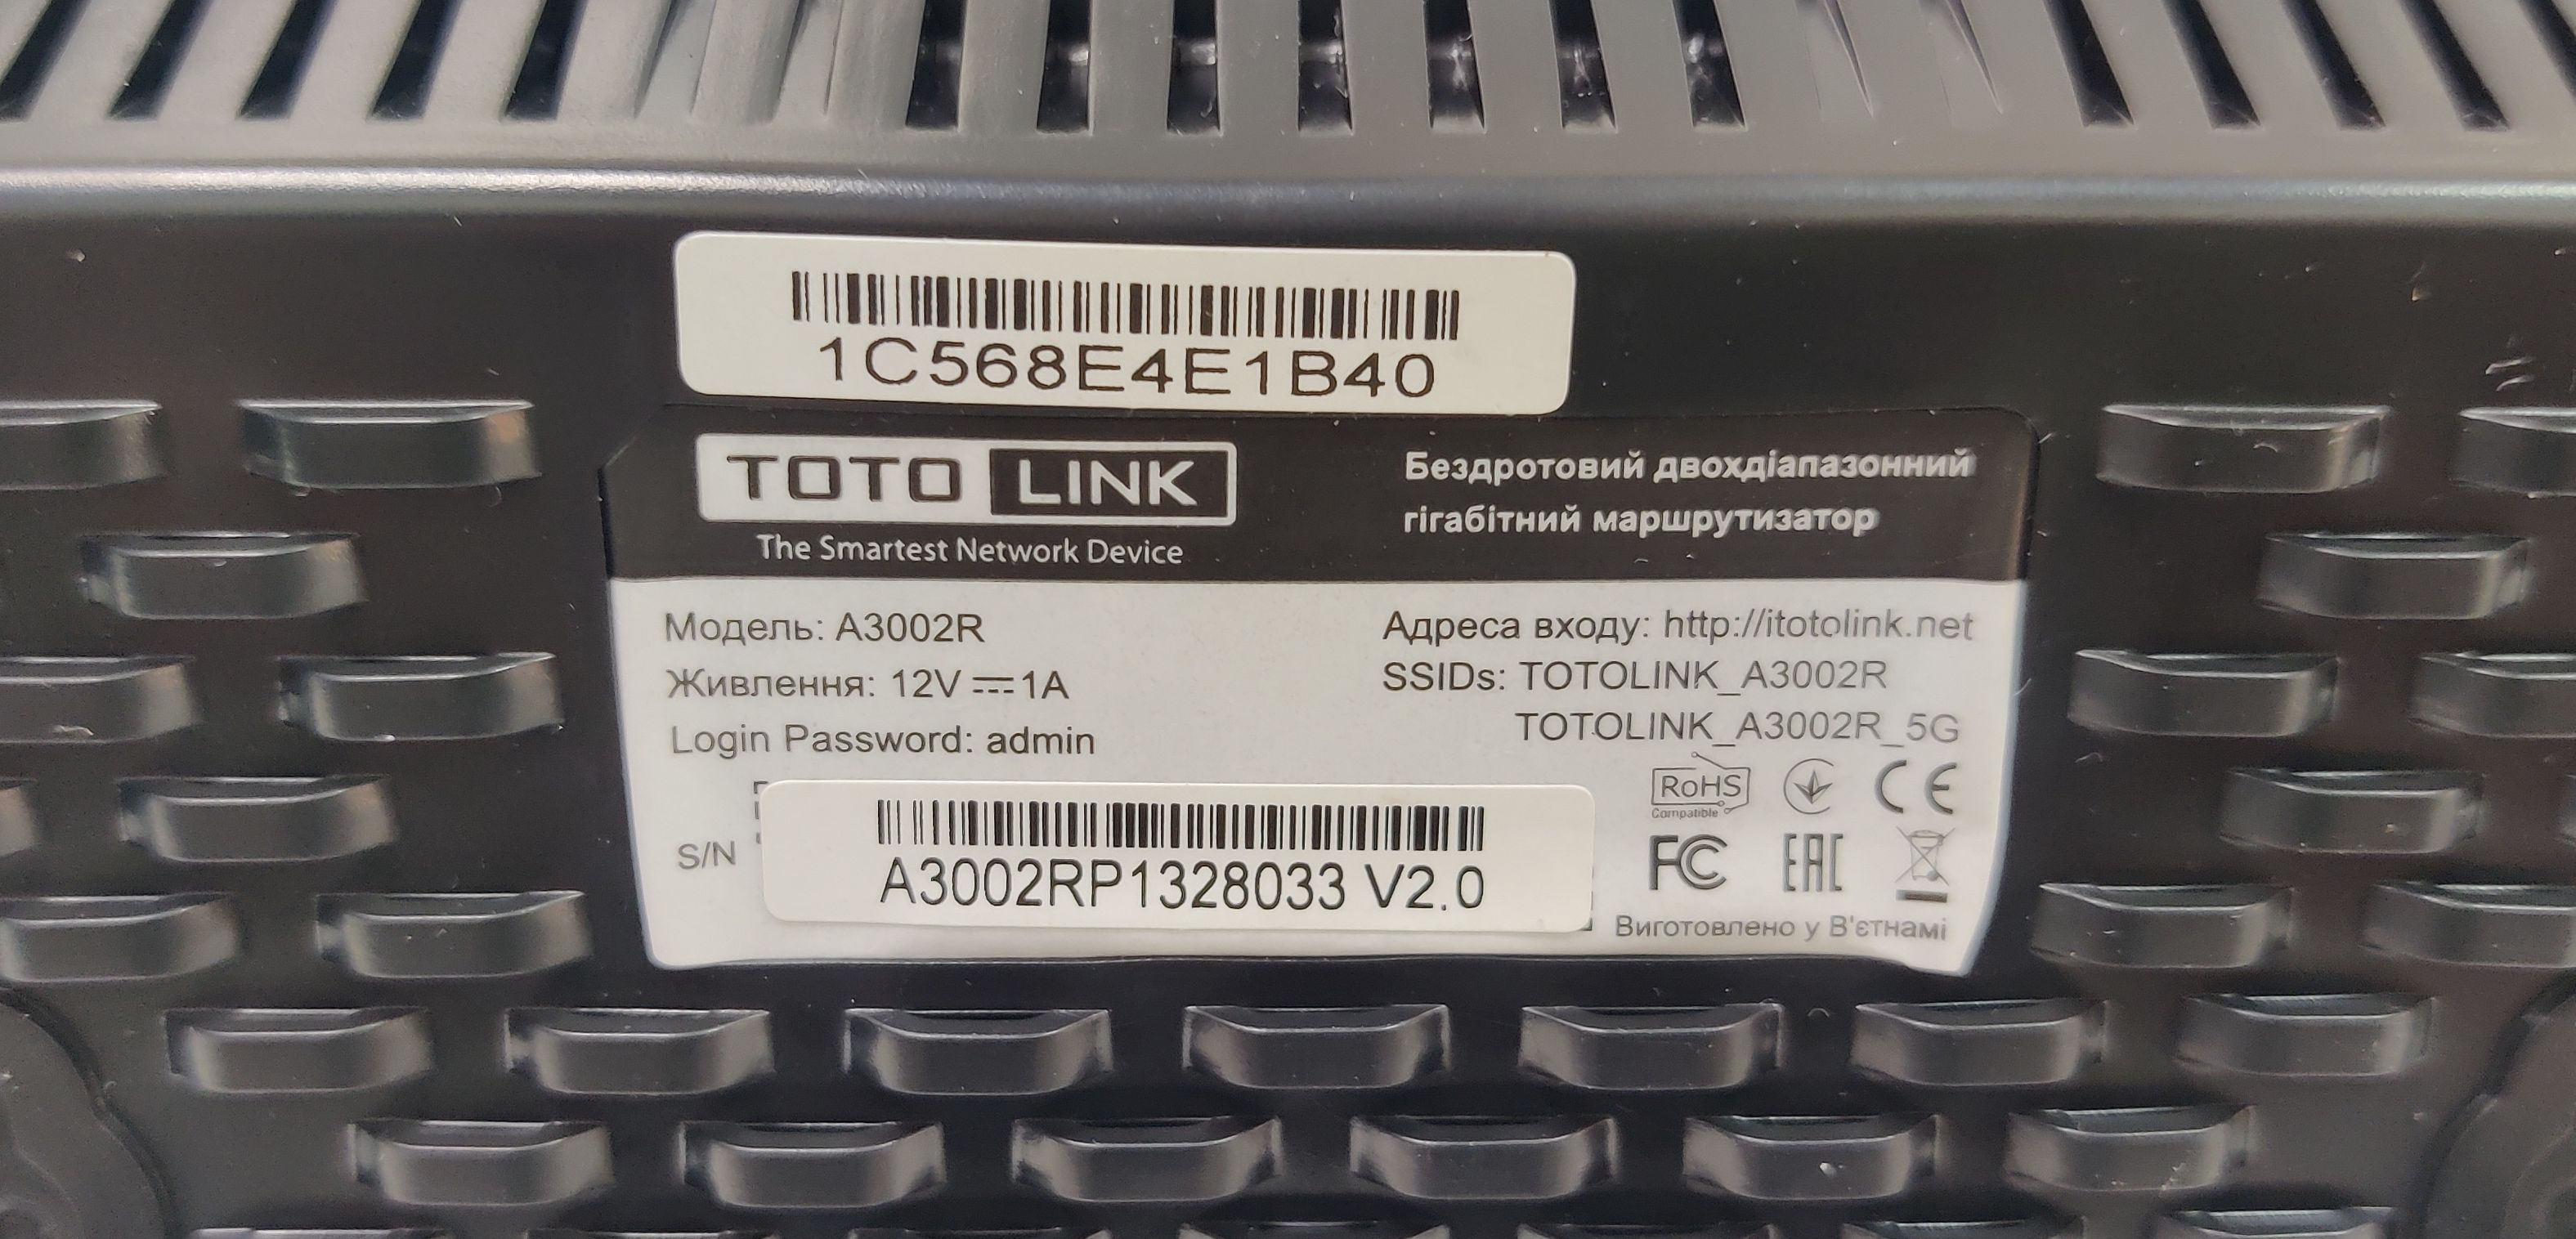 1C568E4E1B40
TOTO LINK
The Smartest Network Device
Бездротовий двохдіапазонний
гігабітний маршрутизатор
Модель: A3002R
Живлення: 12V ⎓ 1A
Login Password: admin
Адреса входу: http://itotolink.net
SSIDs: TOTOLINK_A3002R
TOTOLINK_A3002R_5G
S/N
A3002RP1328033 V2.0
RoHS
Compatible
CE
FC
EAC
Виготовлено у В'єтнамі